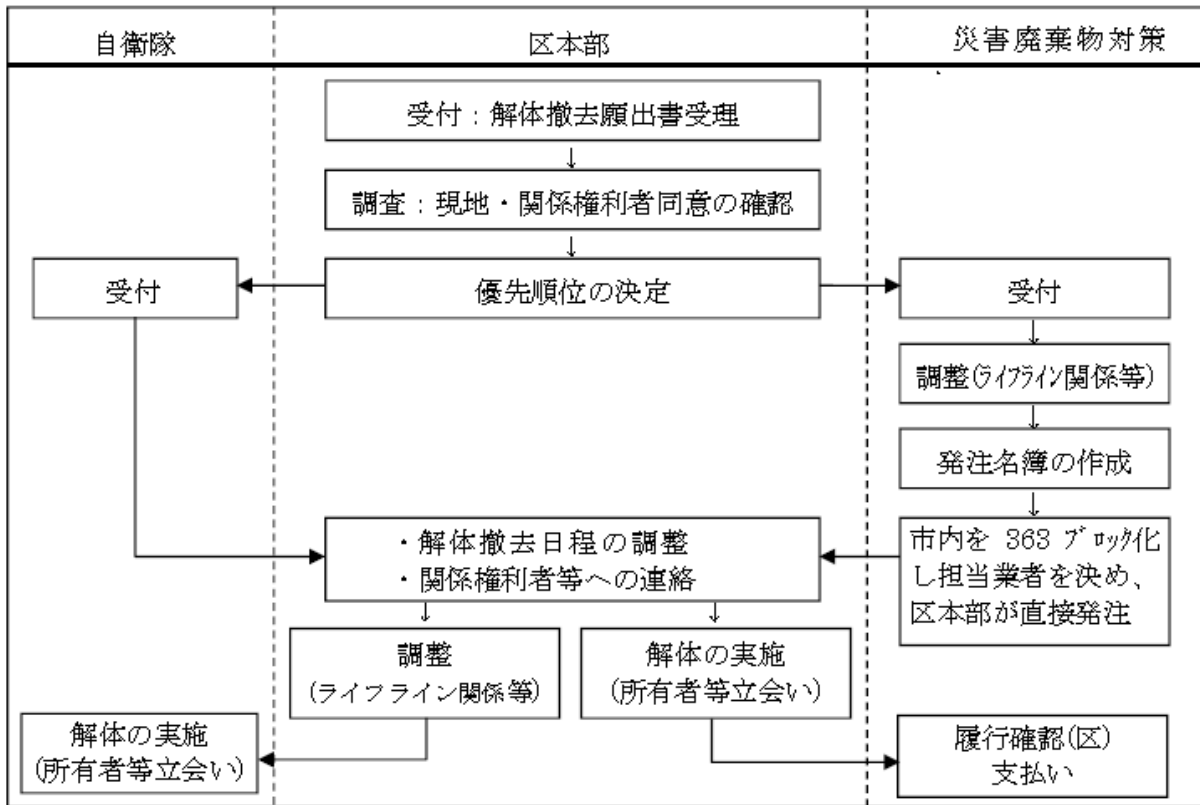 自衛隊
区本部
災害廃棄物対策
受付：解体撤去願出書受理
調査：現地・関係権利者同意の確認
受付
優先順位の決定
受付
調整(ﾗｲﾌﾗｲﾝ関係等)
発注名簿の作成
・解体撤去日程の調整
・関係権利者等への連絡
市内を 363 ﾌﾞﾛｯｸ化
し担当業者を決め、
区本部が直接発注
調整
(ライフライン関係等)
解体の実施
(所有者等立会い)
解体の実施
(所有者等立会い)
履行確認(区)
支払い